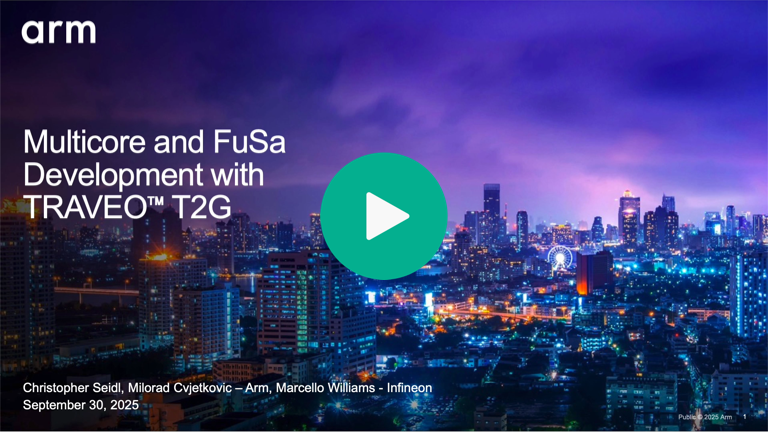 arm
Multicore and FuSa
Development with
TRAVEO™ T2G
Christopher Seidl, Milorad Cvjetkovic – Arm, Marcello Williams - Infineon
September 30, 2025
Public © 2025 Arm 1